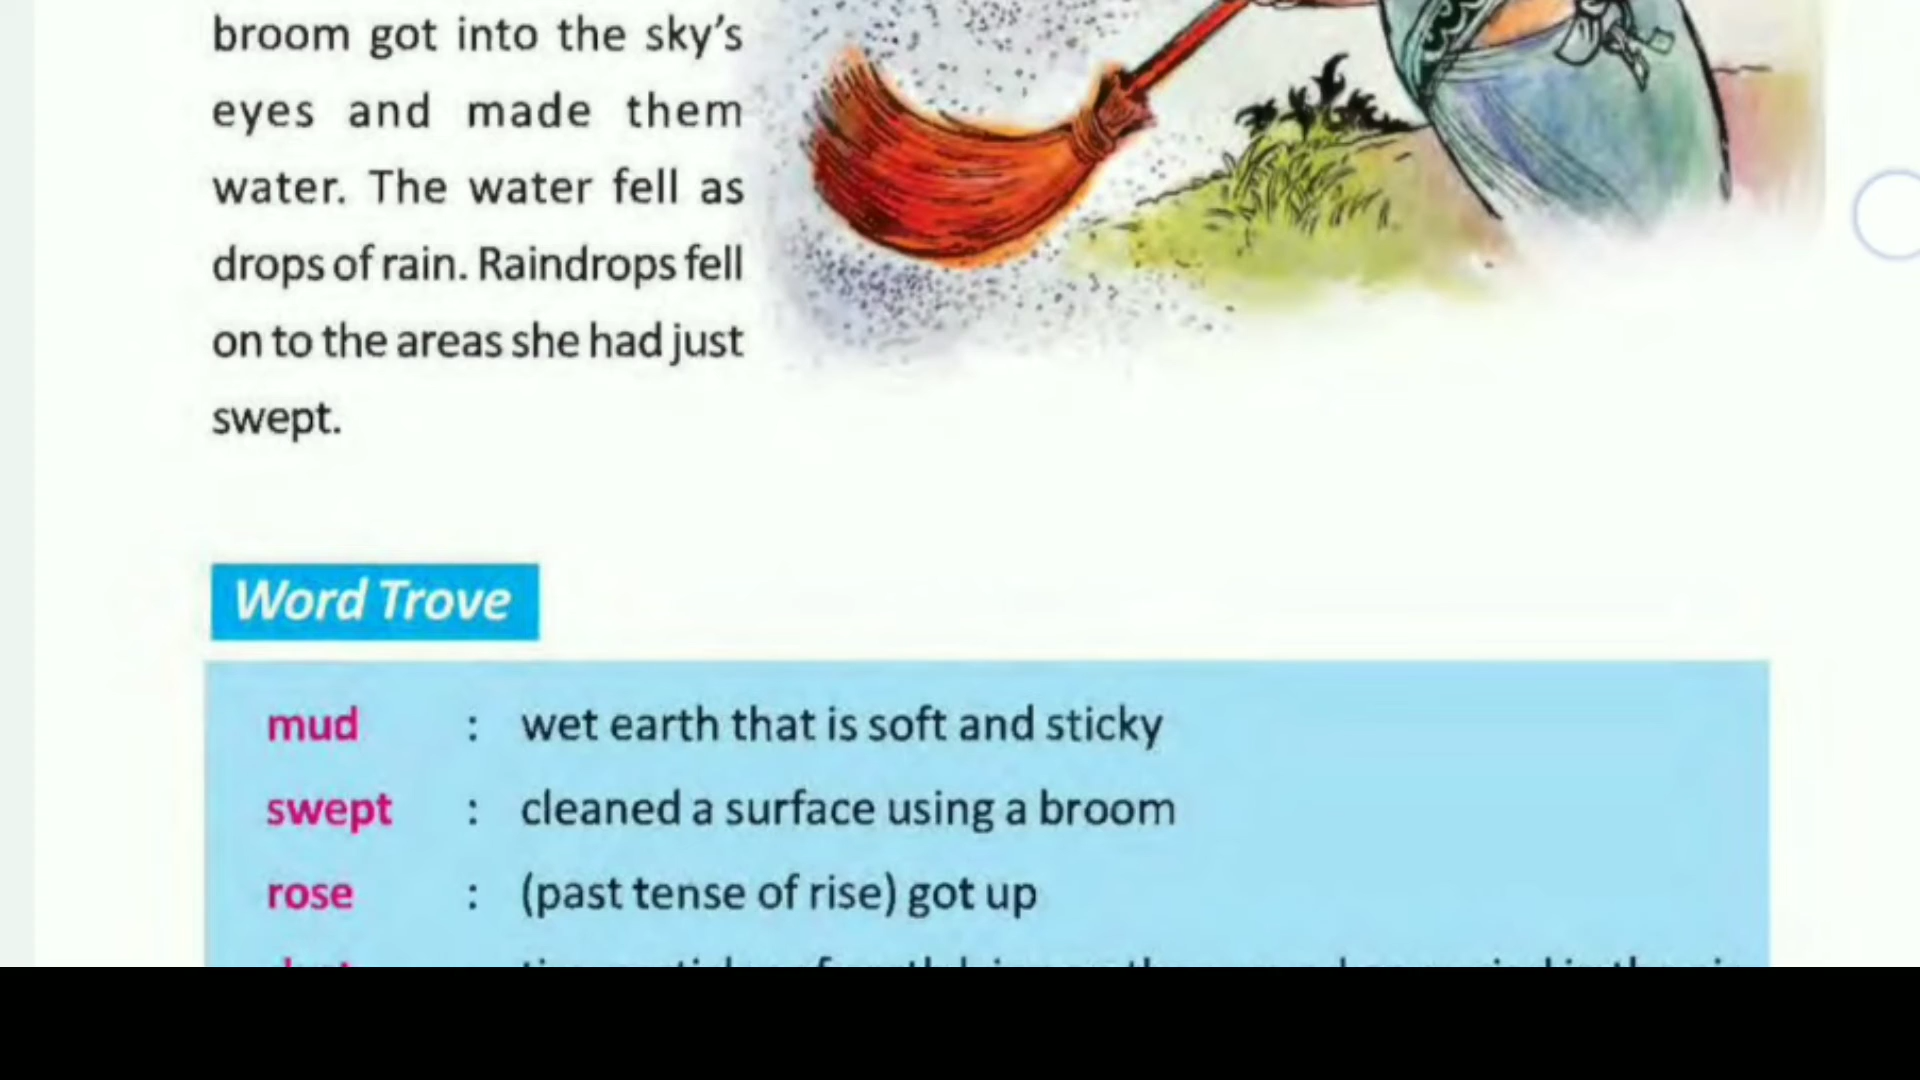 broom got into the sky's
eyes and made them
water. The water fell as
drops of rain. Raindrops fell
on to the areas she had just
swept.
Word Trove
mud : wet earth that is soft and sticky
swept : cleaned a surface using a broom
rose : (past tense of rise) got up